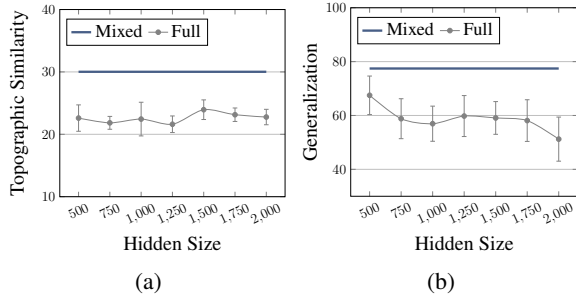 Mixed Full
Topographic Similarity
40
30
20
10
500 750 1,000 1,250 1,500 1,750 2,000
Hidden Size
(a)
Mixed Full
Generalization
100
80
60
40
500 750 1,000 1,250 1,500 1,750 2,000
Hidden Size
(b)